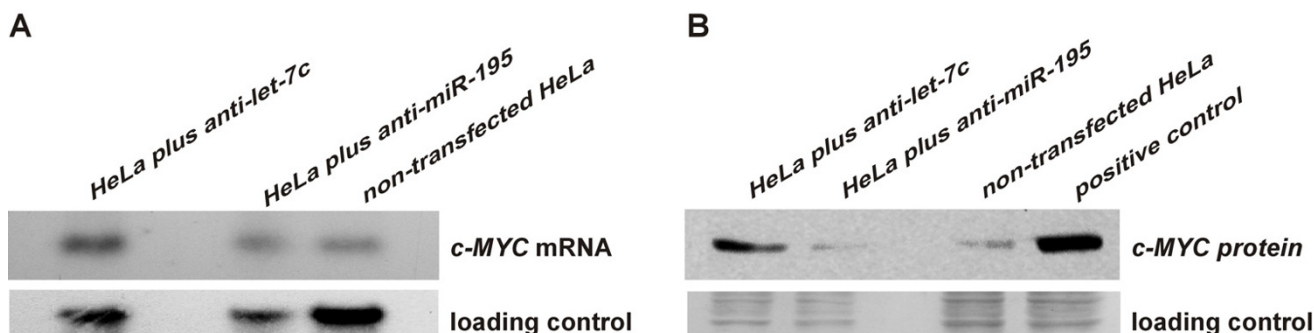 A
HeLa plus anti-let-7c
HeLa plus anti-miR-195
non-transfected HeLa
c-MYC mRNA
loading control
B
HeLa plus anti-let-7c
HeLa plus anti-miR-195
non-transfected HeLa
positive control
c-MYC protein
loading control